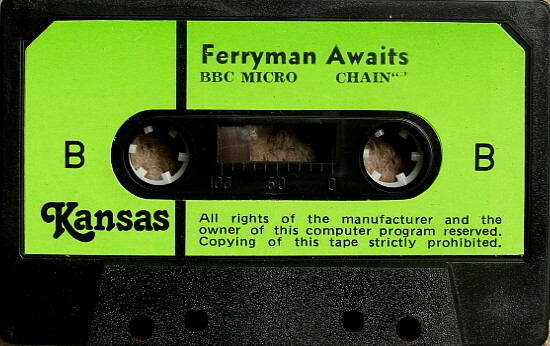 Ferryman Awaits
BBC MICRO CHAIN“”
B
B
100 50 0
Kansas
All rights of the manufacturer and the
owner of this computer program reserved.
Copying of this tape strictly prohibited.